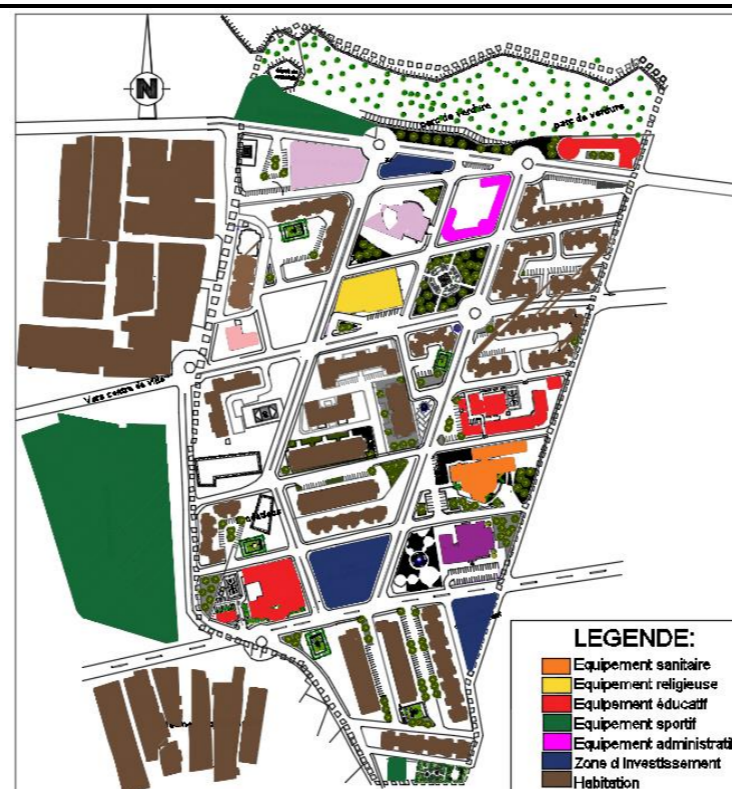 N
parc de verdure
parc de verdure
Vers centre de ville
LEGENDE:
Equipement sanitaire
Equipement religieuse
Equipement éducatif
Equipement sportif
Equipement administratif
Zone d investissement
Habitation